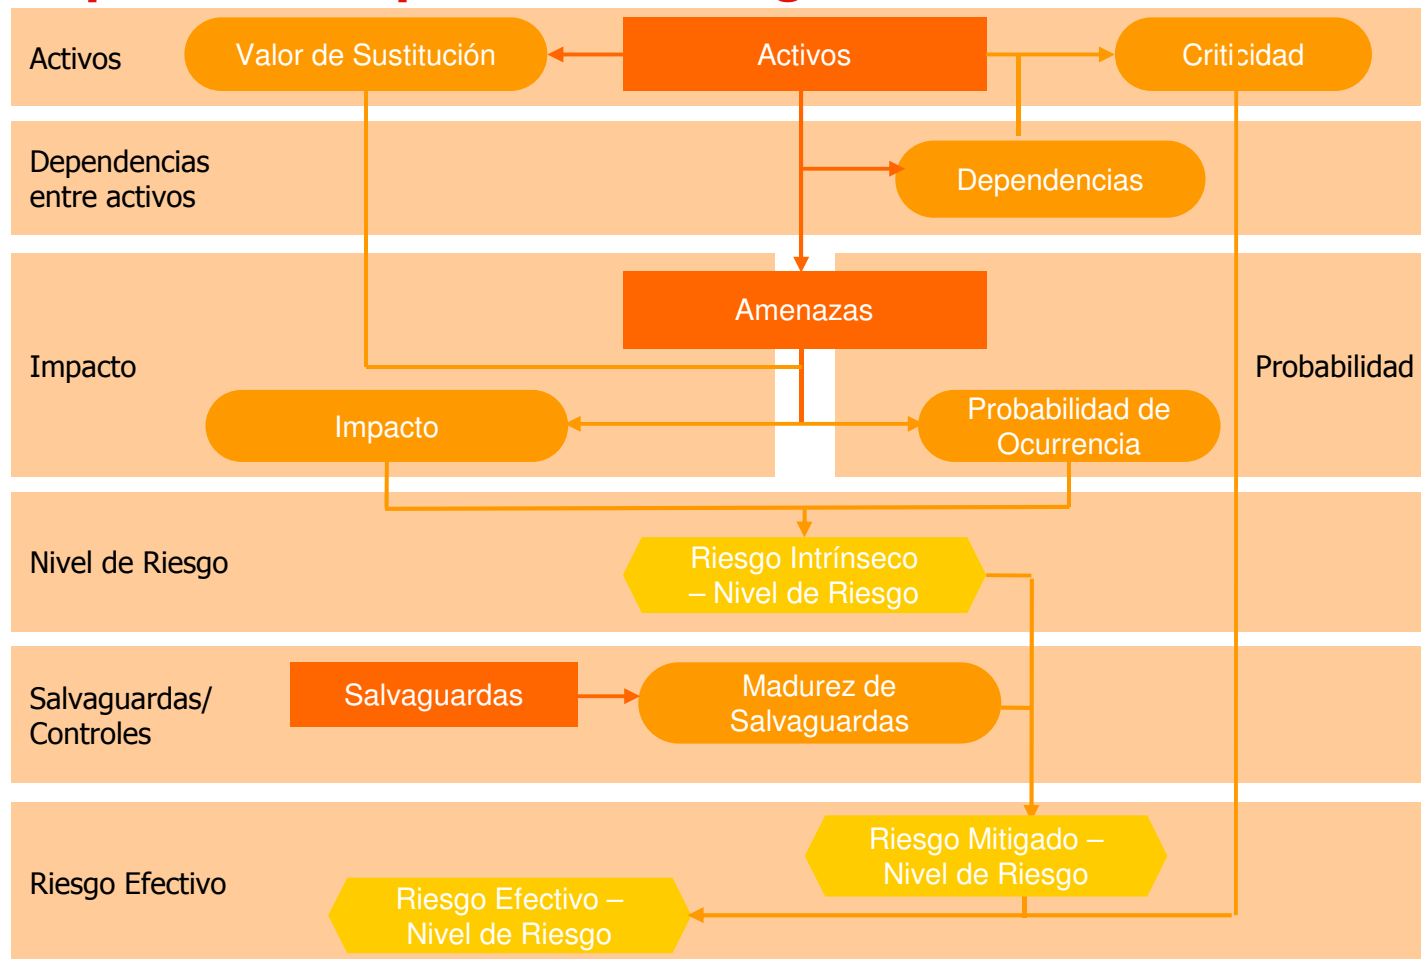 Activos
Valor de Sustitución
Activos
Criticidad
Dependencias
entre activos
Dependencias
Amenazas
Impacto
Probabilidad
Impacto
Probabilidad de
Ocurrencia
Nivel de Riesgo
Riesgo Intrínseco
– Nivel de Riesgo
Salvaguardas/
Controles
Salvaguardas
Madurez de
Salvaguardas
Riesgo Mitigado –
Nivel de Riesgo
Riesgo Efectivo
Riesgo Efectivo –
Nivel de Riesgo